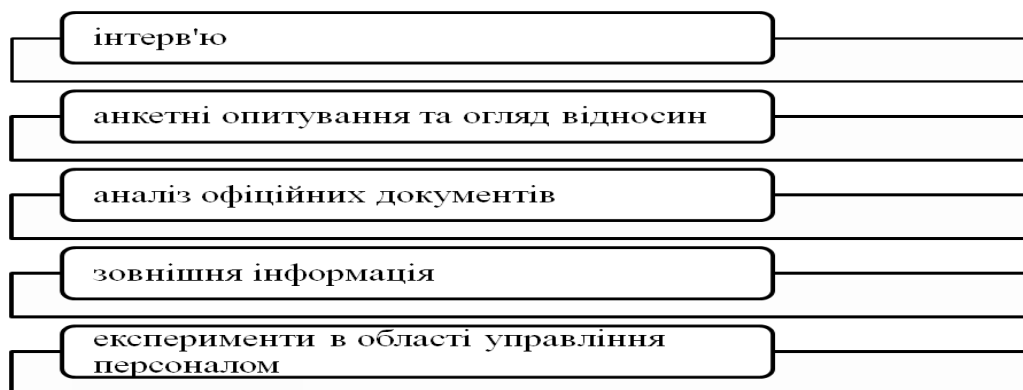 інтерв'ю
анкетні опитування та огляд відносин
аналіз офіційних документів
зовнішня інформація
експерименти в області управління
персоналом